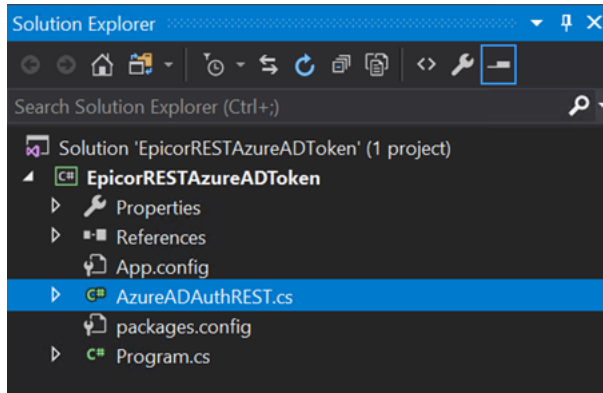 Solution Explorer
Search Solution Explorer (Ctrl+;)
Solution 'EpicorRESTAzureADToken' (1 project)
C# EpicorRESTAzureADToken
Properties
References
App.config
C# AzureADAuthREST.cs
packages.config
C# Program.cs